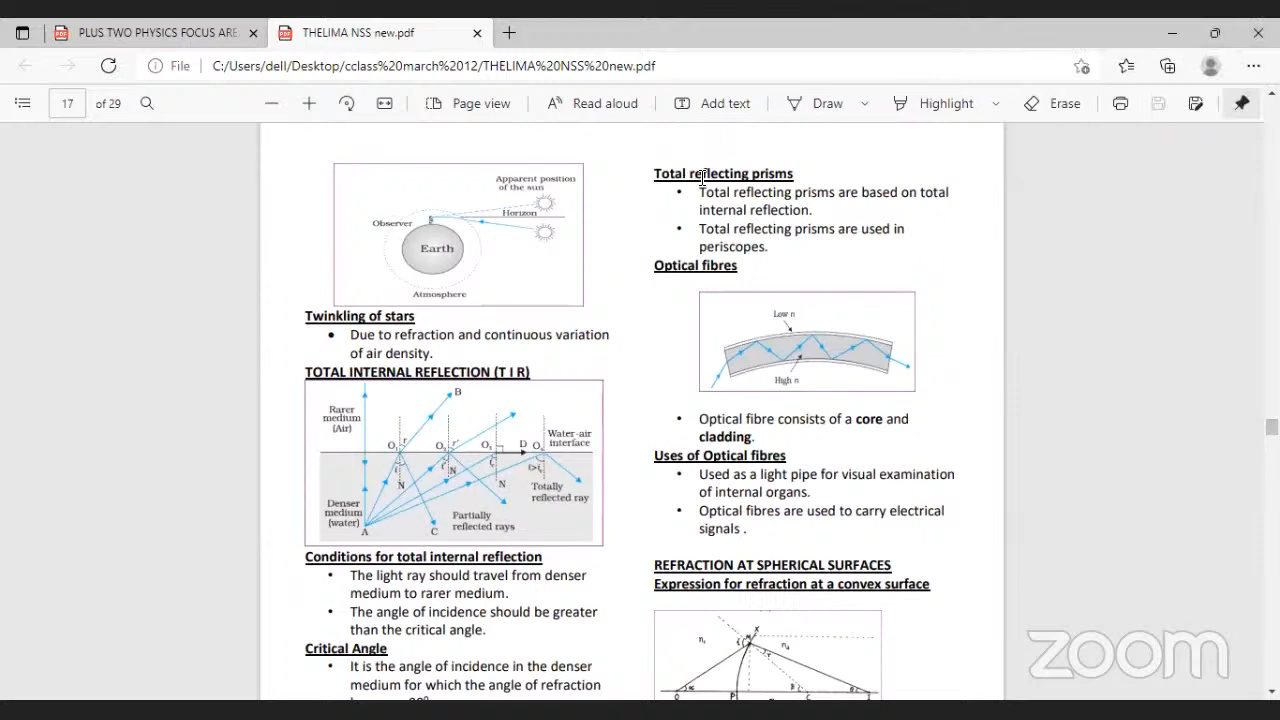 PLUS TWO PHYSICS FOCUS ARE
THELIMA NSS new.pdf
File
C:/Users/dell/Desktop/cclass%20march%2012/THELIMA%20NSS%20new.pdf
17 of 29
Page view
Read aloud
Add text
Draw
Highlight
Erase
Apparent position
of the sun
Observer
Horizon
Earth
Atmosphere
Twinkling of stars
• Due to refraction and continuous variation
of air density.
TOTAL INTERNAL REFLECTION (T I R)
B
Rarer
medium
(Air)
O₁ r O₂ r' O₃ D O₄
Water-air
interface
i i' i_c i>i_c
N N N
Totally
reflected ray
Denser
medium
(water)
Partially
reflected rays
A C
Conditions for total internal reflection
• The light ray should travel from denser
medium to rarer medium.
• The angle of incidence should be greater
than the critical angle.
Critical Angle
• It is the angle of incidence in the denser
medium for which the angle of refraction
Total reflecting prisms
• Total reflecting prisms are based on total
internal reflection.
• Total reflecting prisms are used in
periscopes.
Optical fibres
Low n
High n
• Optical fibre consists of a core and
cladding.
Uses of Optical fibres
• Used as a light pipe for visual examination
of internal organs.
• Optical fibres are used to carry electrical
signals .
REFRACTION AT SPHERICAL SURFACES
Expression for refraction at a convex surface
X
n₁ i M n₂
r
zoom